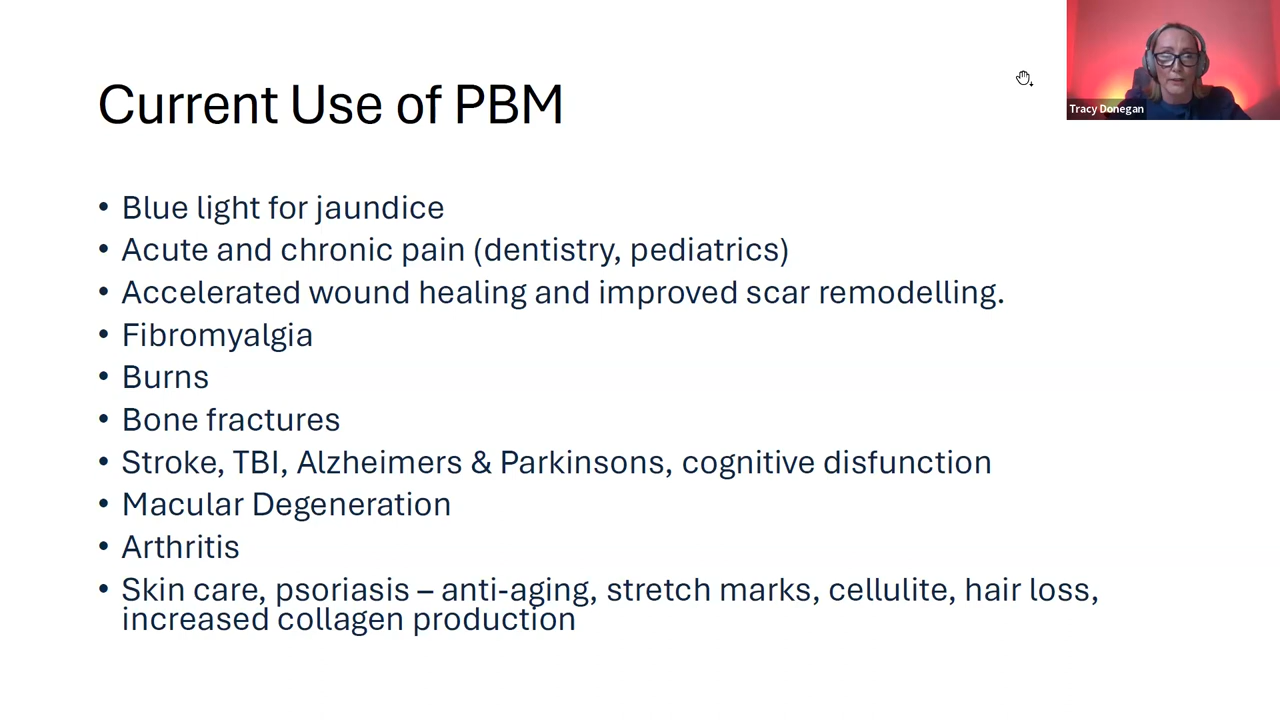 Current Use of PBM
Tracy Donegan
• Blue light for jaundice
• Acute and chronic pain (dentistry, pediatrics)
• Accelerated wound healing and improved scar remodelling.
• Fibromyalgia
• Burns
• Bone fractures
• Stroke, TBI, Alzheimers & Parkinsons, cognitive disfunction
• Macular Degeneration
• Arthritis
• Skin care, psoriasis – anti-aging, stretch marks, cellulite, hair loss,
increased collagen production